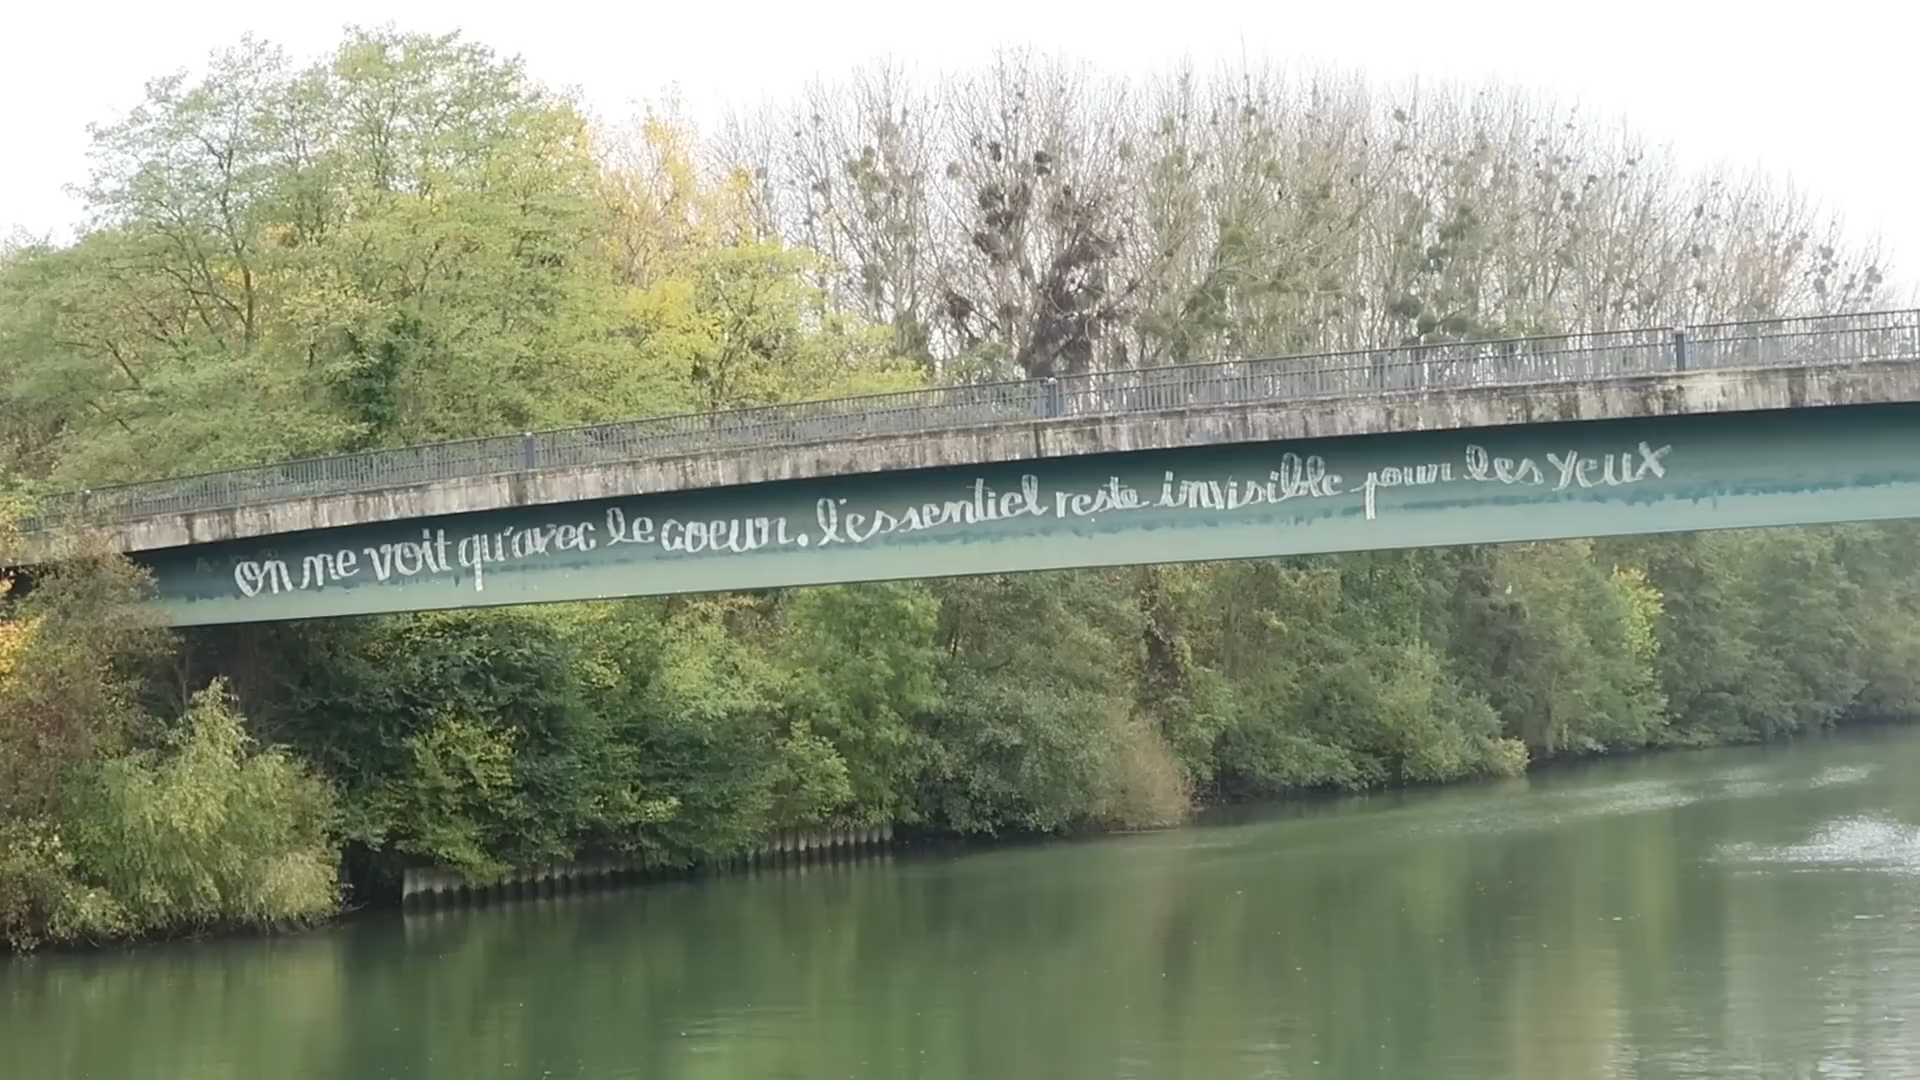 on ne voit qu'avec le coeur. l'essentiel reste invisible pour les yeux